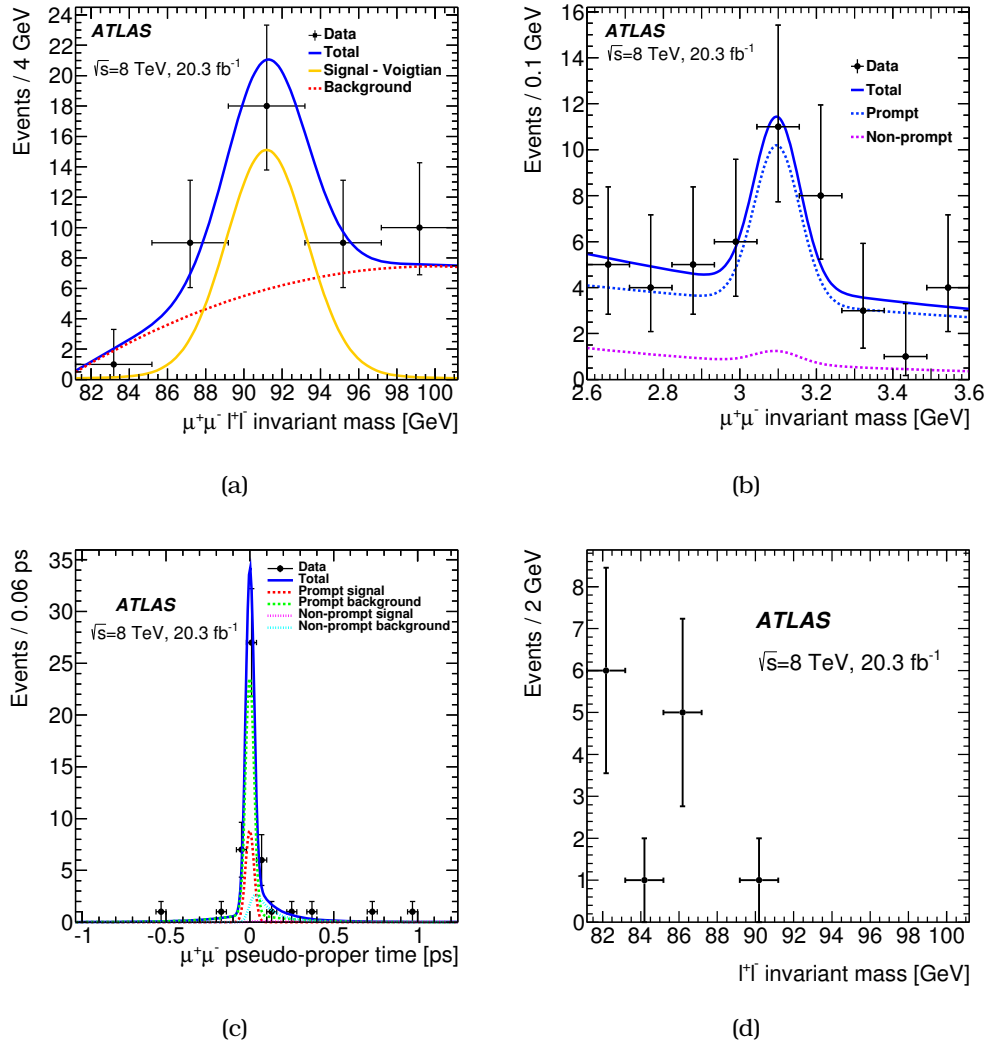 ATLAS
√s=8 TeV, 20.3 fb⁻¹
Data
Total
Signal - Voigtian
Background
Events / 4 GeV
0 2 4 6 8 10 12 14 16 18 20 22 24
82 84 86 88 90 92 94 96 98 100
μ⁺μ⁻ l⁺l⁻ invariant mass [GeV]
(a)
ATLAS
√s=8 TeV, 20.3 fb⁻¹
Data
Total
Prompt
Non-prompt
Events / 0.1 GeV
0 2 4 6 8 10 12 14 16
2.6 2.8 3 3.2 3.4 3.6
μ⁺μ⁻ invariant mass [GeV]
(b)
ATLAS
√s=8 TeV, 20.3 fb⁻¹
Data
Total
Prompt signal
Prompt background
Non-prompt signal
Non-prompt background
Events / 0.06 ps
0 5 10 15 20 25 30 35
-1 -0.5 0 0.5 1
μ⁺μ⁻ pseudo-proper time [ps]
(c)
ATLAS
√s=8 TeV, 20.3 fb⁻¹
Events / 2 GeV
0 1 2 3 4 5 6 7 8
82 84 86 88 90 92 94 96 98 100
l⁺l⁻ invariant mass [GeV]
(d)